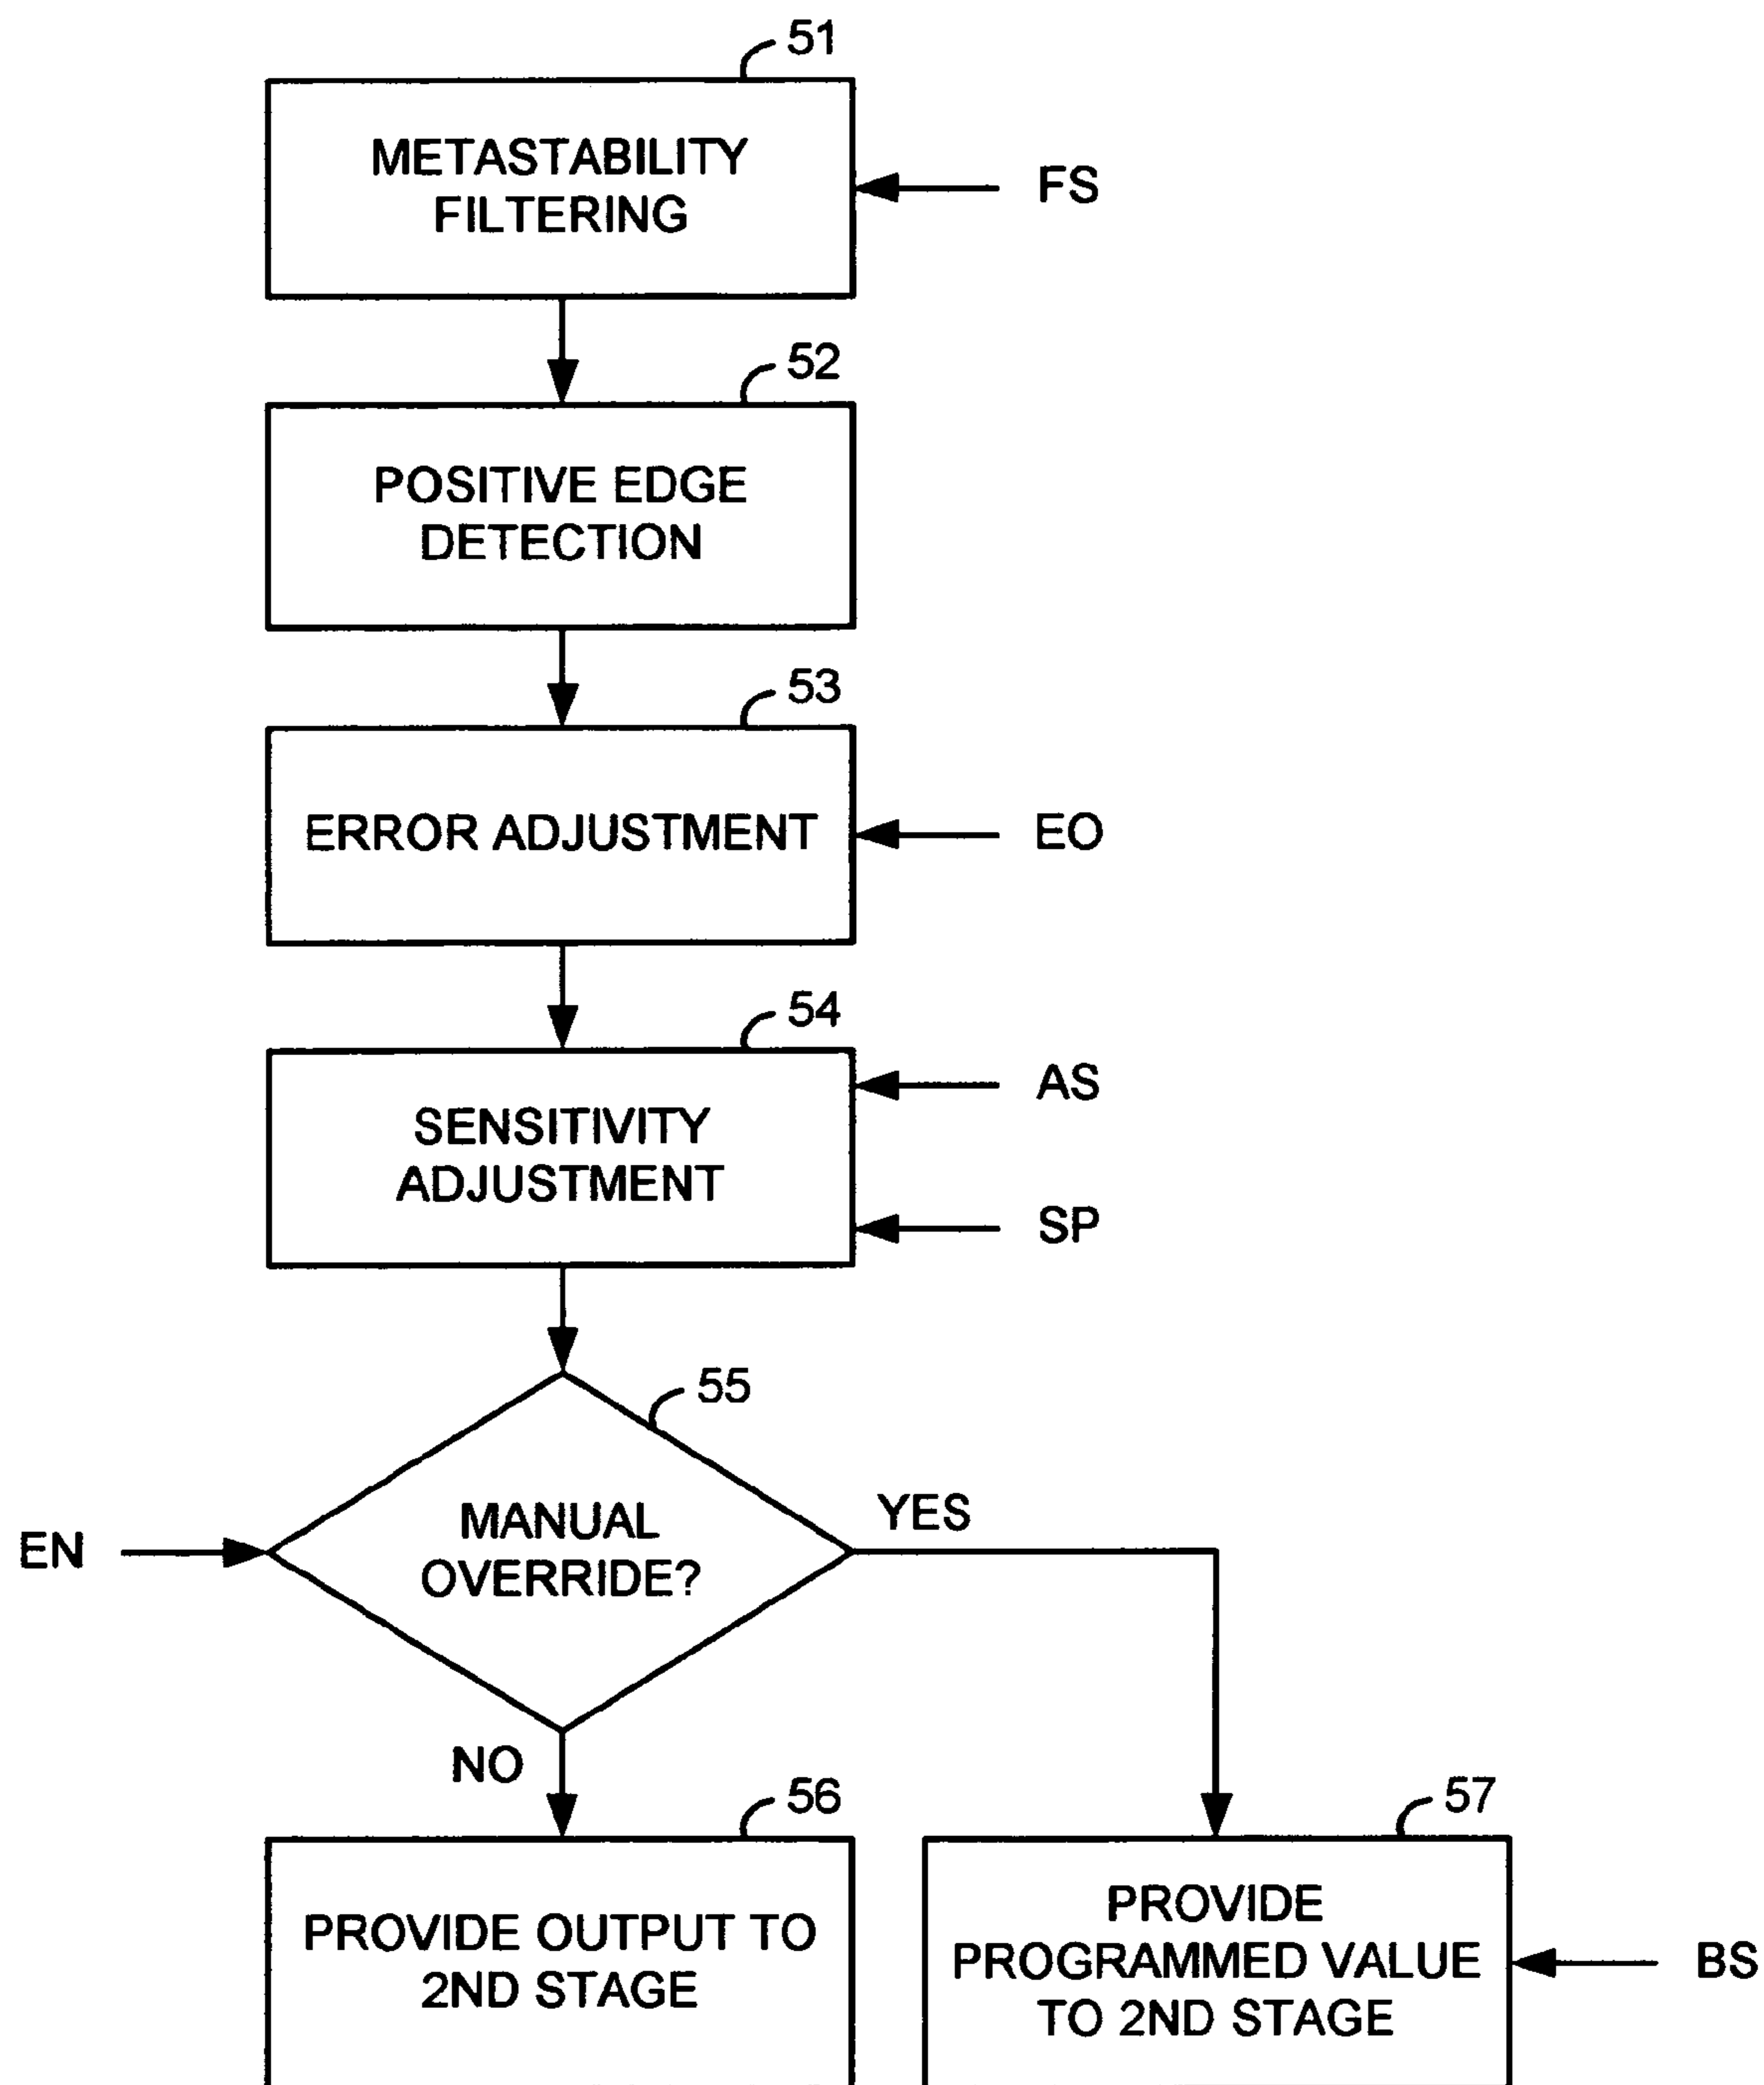 51
METASTABILITY
FILTERING
FS
52
POSITIVE EDGE
DETECTION
53
ERROR ADJUSTMENT
EO
54
AS
SENSITIVITY
ADJUSTMENT
SP
55
YES
EN
MANUAL
OVERRIDE?
NO
56
57
PROVIDE OUTPUT TO
2ND STAGE
PROVIDE
PROGRAMMED VALUE
TO 2ND STAGE
BS